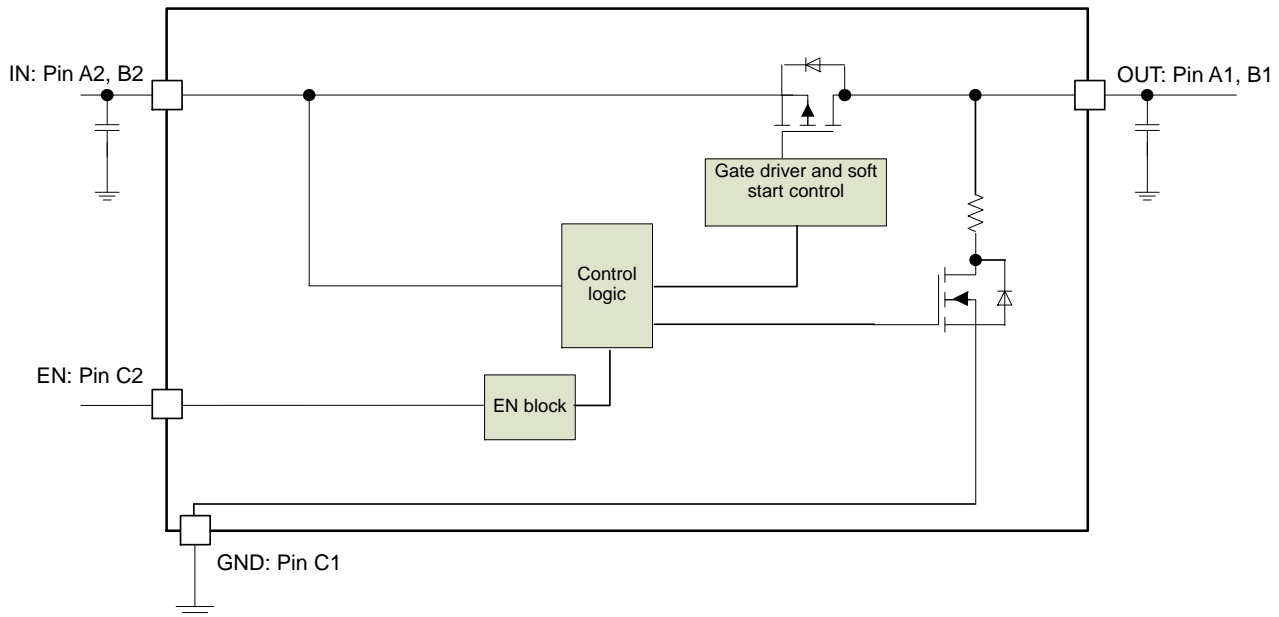 IN: Pin A2, B2
OUT: Pin A1, B1
Gate driver and soft
start control
Control
logic
EN: Pin C2
EN block
GND: Pin C1